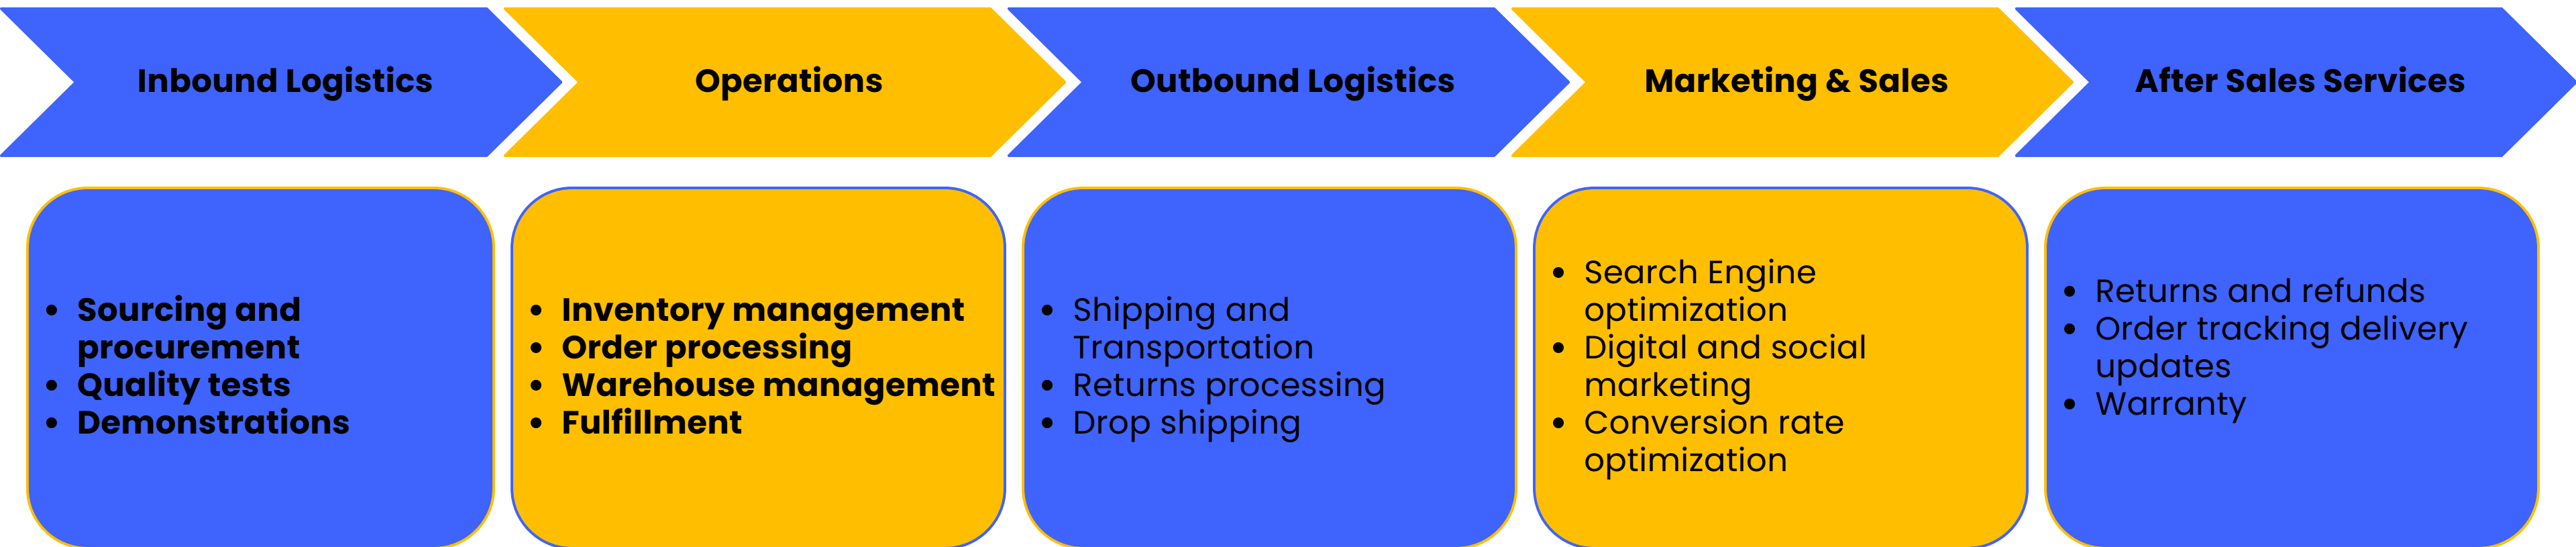 Inbound Logistics
Operations
Outbound Logistics
Marketing & Sales
After Sales Services
• Sourcing and
procurement
• Quality tests
• Demonstrations
• Inventory management
• Order processing
• Warehouse management
• Fulfillment
• Shipping and
Transportation
• Returns processing
• Drop shipping
• Search Engine
optimization
• Digital and social
marketing
• Conversion rate
optimization
• Returns and refunds
• Order tracking delivery
updates
• Warranty